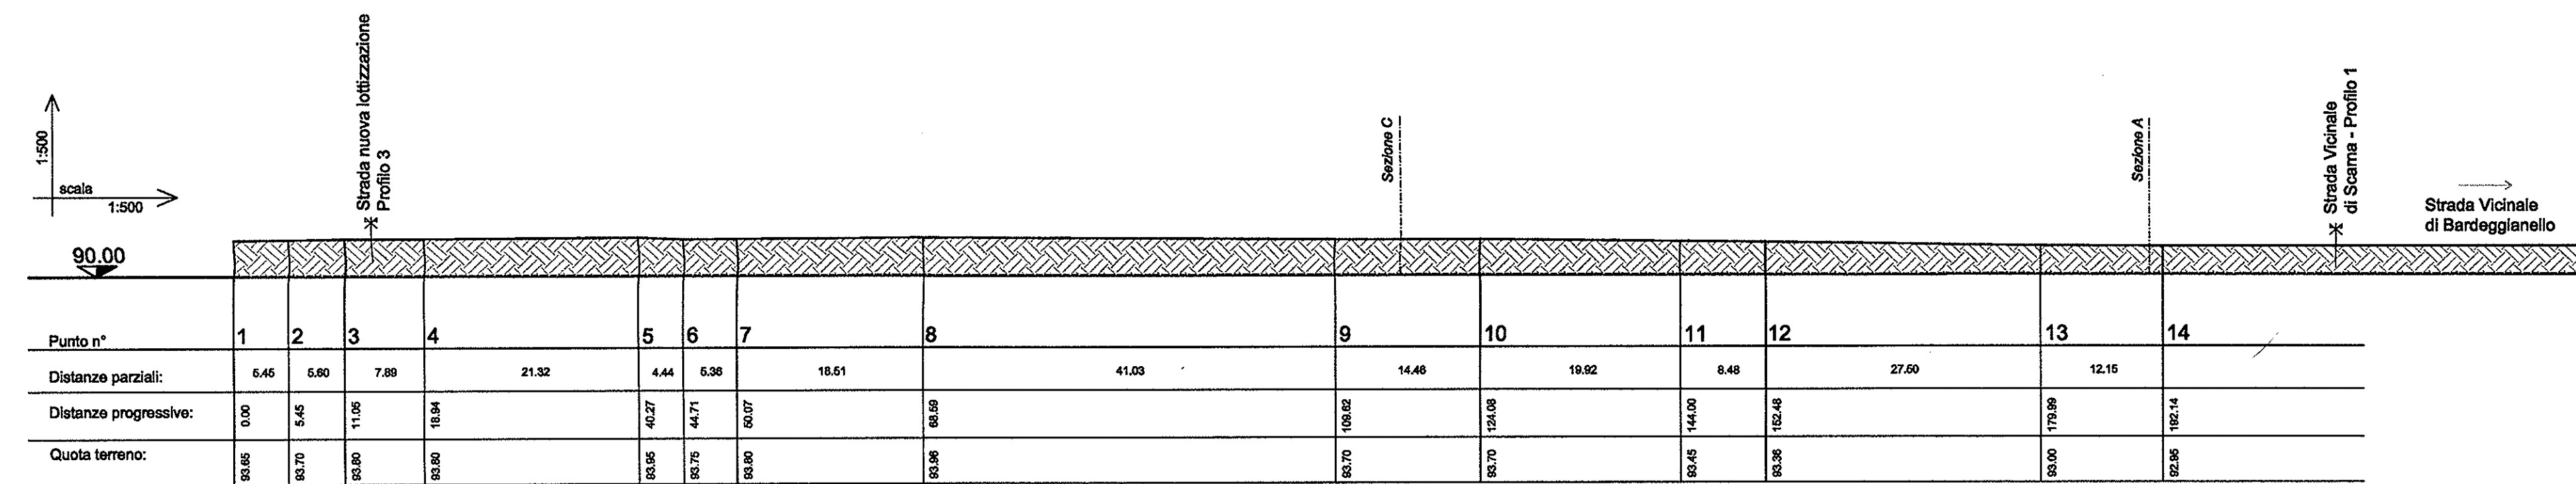 Strada nuova lottizzazione
Profilo 3
Sezione C
Sezione A
Strada Vicinale
di Scarna - Profilo 1
1:500
scala
1:500
Strada Vicinale
di Bardeggianello
90.00
Punto n° 1 2 3 4 5 6 7 8 9 10 11 12 13 14
Distanze parziali: 5.45 5.60 7.89 21.32 4.44 5.36 18.51 41.03 14.46 19.92 8.48 27.50 12.15
Distanze progressive: 0.00 5.45 11.05 18.94 40.27 44.71 50.07 68.59 109.62 124.08 144.00 152.48 179.99 192.14
Quota terreno: 93.65 93.70 93.80 93.80 93.95 93.75 93.80 93.96 93.70 93.70 93.45 93.36 93.00 92.95